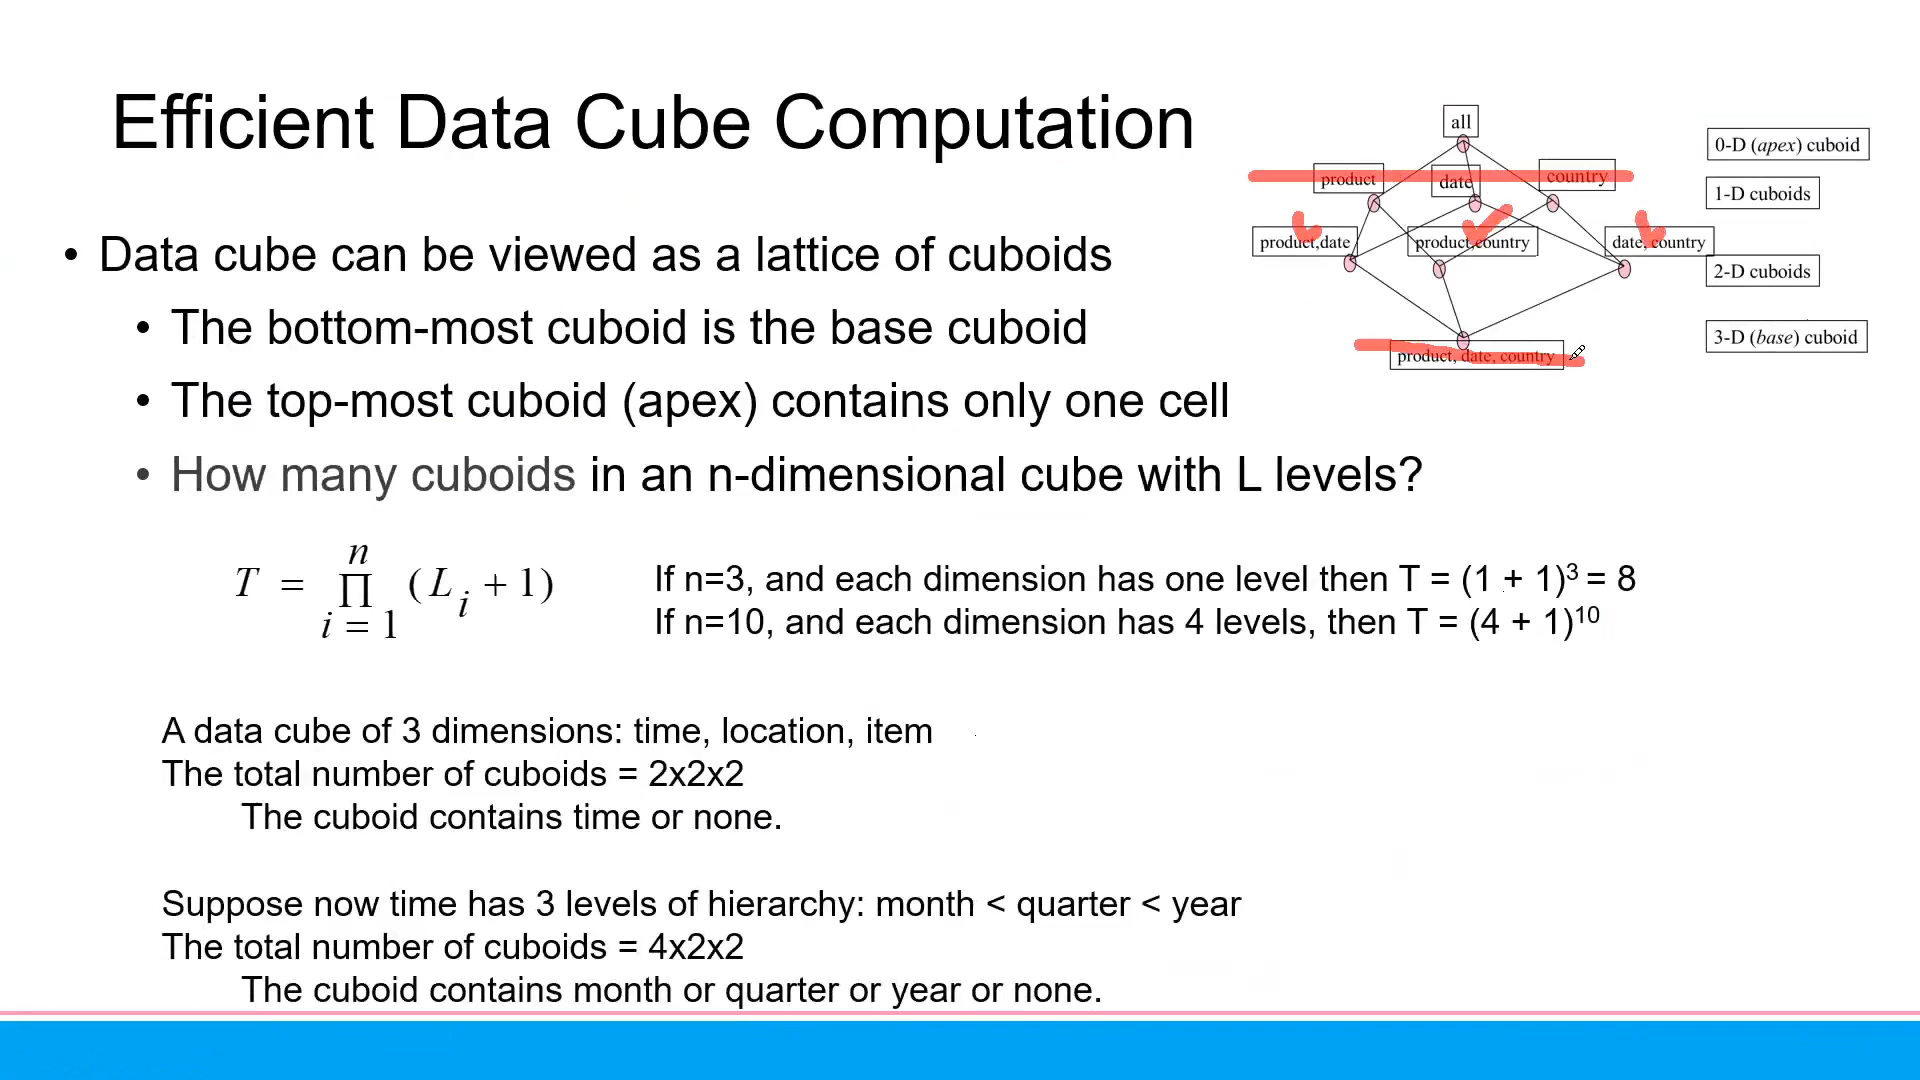 Efficient Data Cube Computation
all
0-D (apex) cuboid
product date country
1-D cuboids
product,date product,country date, country
2-D cuboids
3-D (base) cuboid
product, date, country
• Data cube can be viewed as a lattice of cuboids
• The bottom-most cuboid is the base cuboid
• The top-most cuboid (apex) contains only one cell
• How many cuboids in an n-dimensional cube with L levels?
T = ∏ (L_i + 1)
n
i = 1
If n=3, and each dimension has one level then T = (1 + 1)³ = 8
If n=10, and each dimension has 4 levels, then T = (4 + 1)¹⁰
A data cube of 3 dimensions: time, location, item
The total number of cuboids = 2x2x2
The cuboid contains time or none.
Suppose now time has 3 levels of hierarchy: month < quarter < year
The total number of cuboids = 4x2x2
The cuboid contains month or quarter or year or none.